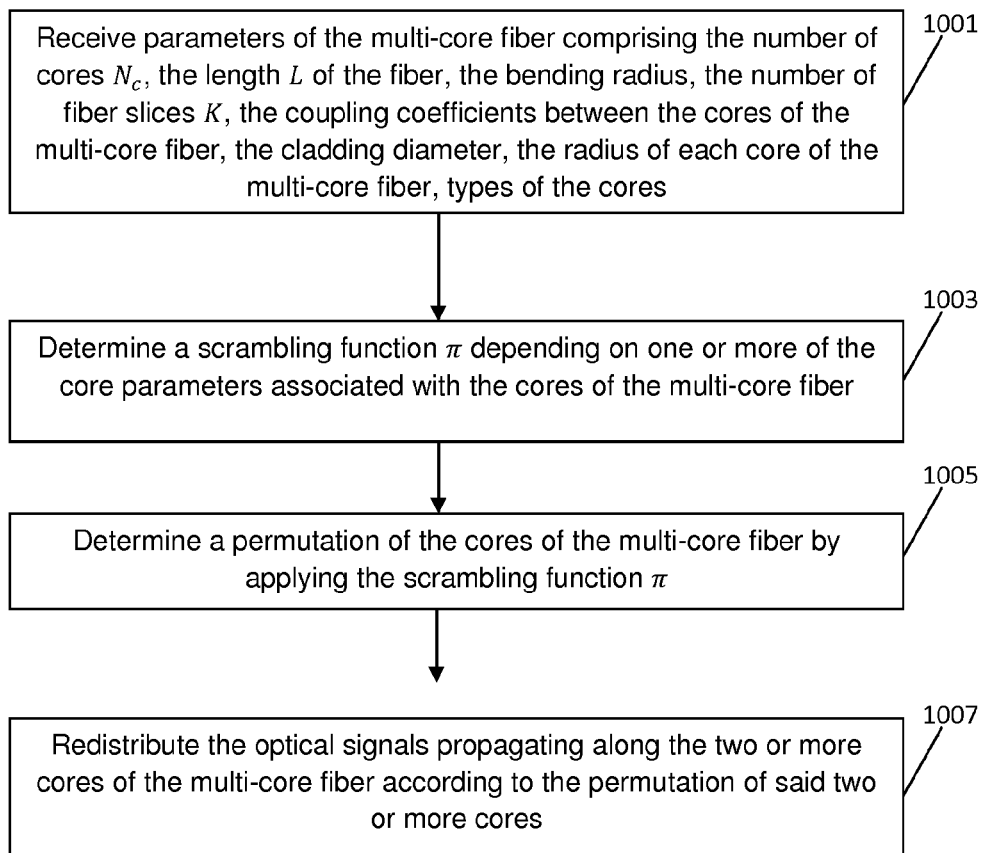 1001
Receive parameters of the multi-core fiber comprising the number of
cores N_c, the length L of the fiber, the bending radius, the number of
fiber slices K, the coupling coefficients between the cores of the
multi-core fiber, the cladding diameter, the radius of each core of the
multi-core fiber, types of the cores
1003
Determine a scrambling function π depending on one or more of the
core parameters associated with the cores of the multi-core fiber
1005
Determine a permutation of the cores of the multi-core fiber by
applying the scrambling function π
1007
Redistribute the optical signals propagating along the two or more
cores of the multi-core fiber according to the permutation of said two
or more cores